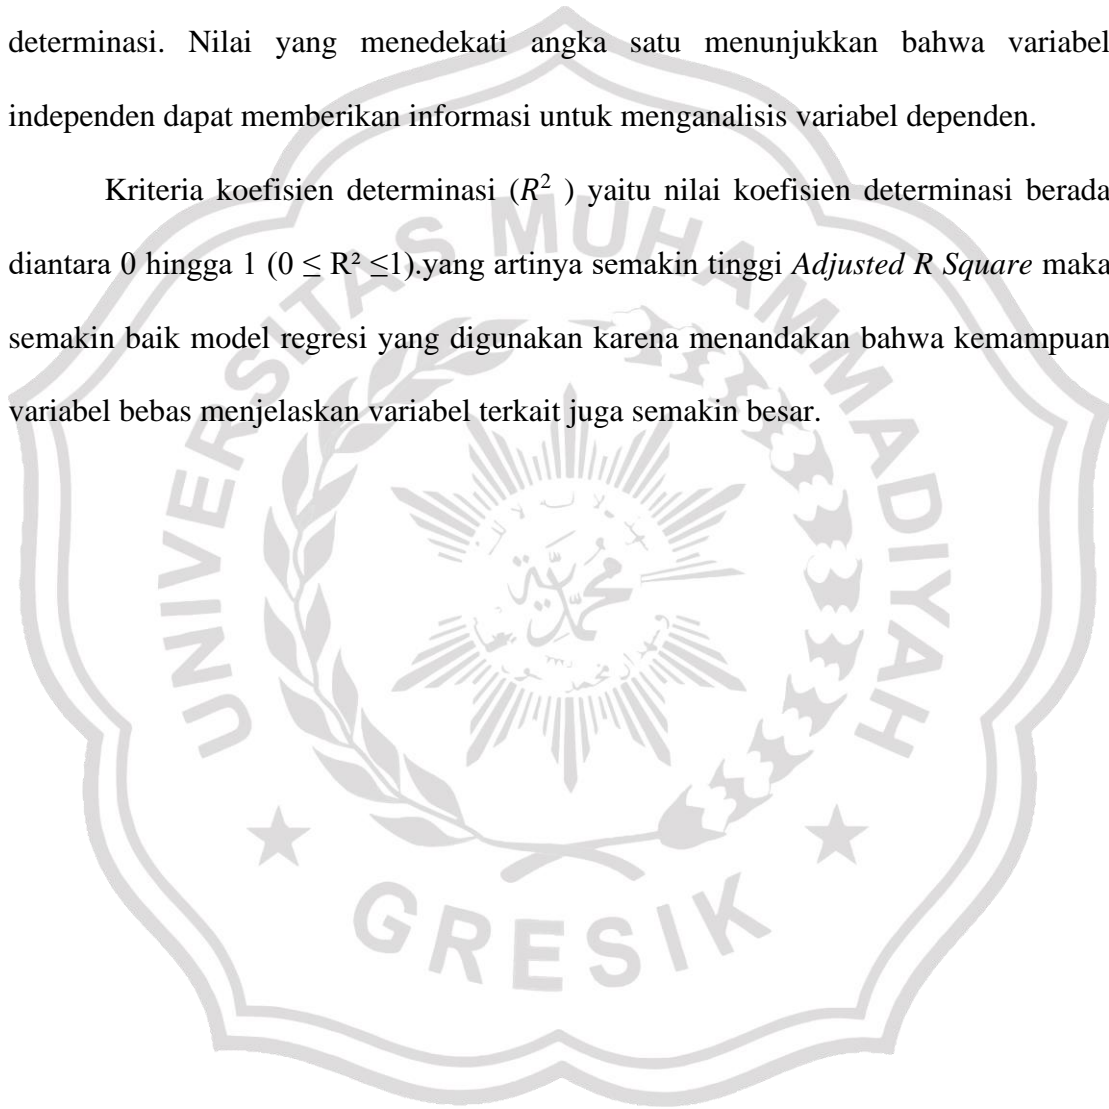 determinasi. Nilai yang menedekati angka satu menunjukkan bahwa variabel
independen dapat memberikan informasi untuk menganalisis variabel dependen.
Kriteria koefisien determinasi (𝑅² ) yaitu nilai koefisien determinasi berada
diantara 0 hingga 1 (0 ≤ R² ≤1).yang artinya semakin tinggi Adjusted R Square maka
semakin baik model regresi yang digunakan karena menandakan bahwa kemampuan
variabel bebas menjelaskan variabel terkait juga semakin besar.
UNIVERSITAS MUHAMMADIYAH
محمدية
GRESIK